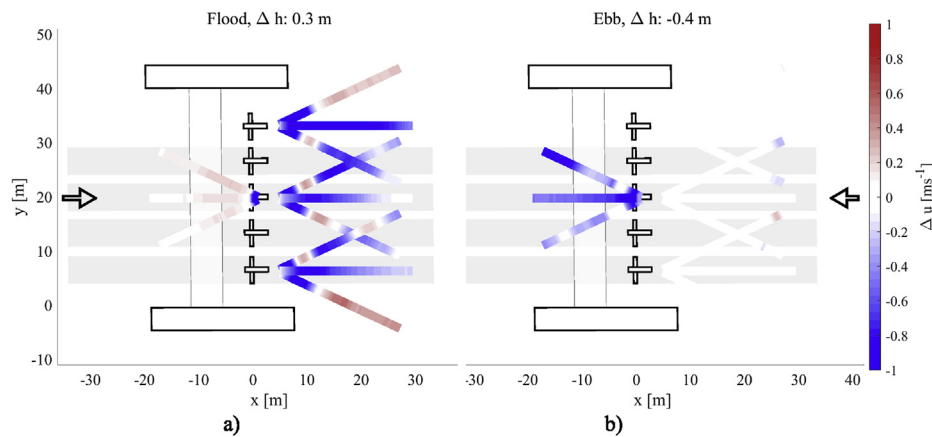 Flood, Δ h: 0.3 m
Ebb, Δ h: -0.4 m
50
40
30
20
10
0
-10
y [m]
-30 -20 -10 0 10 20 30
-30 -20 -10 0 10 20 30 40
x [m]
x [m]
a)
b)
1
0.8
0.6
0.4
0.2
0
-0.2
-0.4
-0.6
-0.8
-1
Δ u [ms⁻¹]